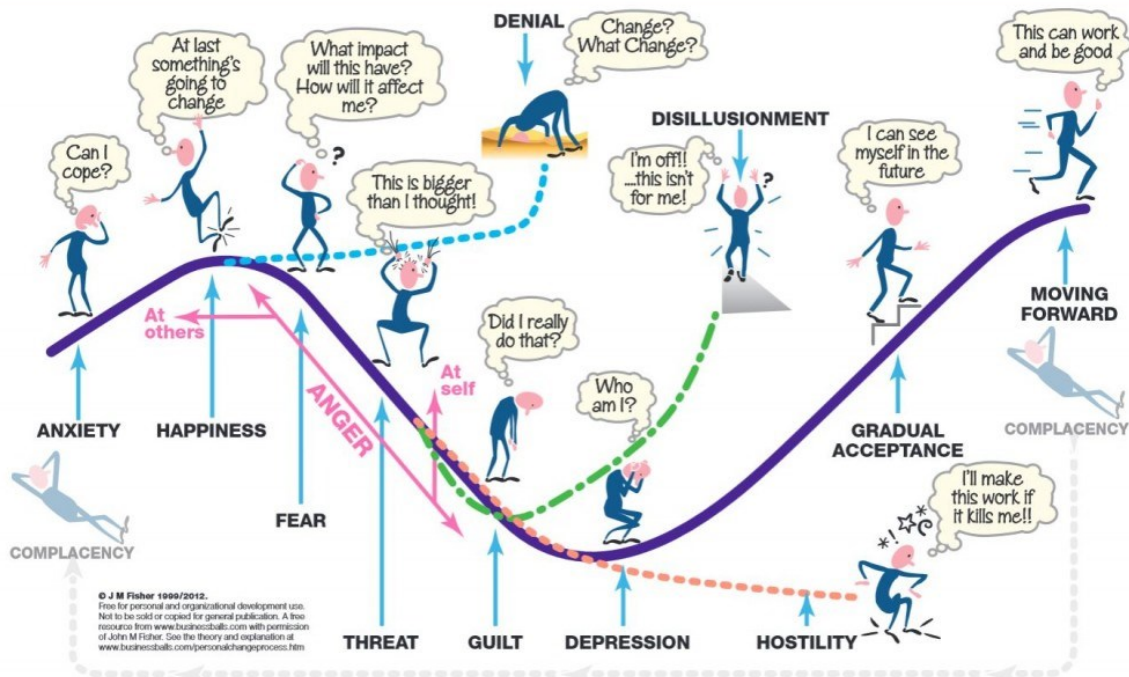 DENIAL
Change?
What Change?
At last
something's
going to
change
What impact
will this have?
How will it affect
me?
This can work
and be good
DISILLUSIONMENT
Can I
cope?
?
This is bigger
than I thought!
I'm off!!
....this isn't
for me!
?
I can see
myself in the
future
At
others
ANGER
At
self
Did I really
do that?
Who
am I?
MOVING
FORWARD
ANXIETY
HAPPINESS
GRADUAL
ACCEPTANCE
COMPLACENCY
FEAR
I'll make
this work if
it kills me!!
COMPLACENCY
© J M Fisher 1999/2012.
Free for personal and organizational development use.
Not to be sold or copied for general publication. A free
resource from www.businessballs.com with permission
of John M Fisher. See the theory and explanation at
www.businessballs.com/personalchangeprocess.htm
THREAT
GUILT
DEPRESSION
HOSTILITY